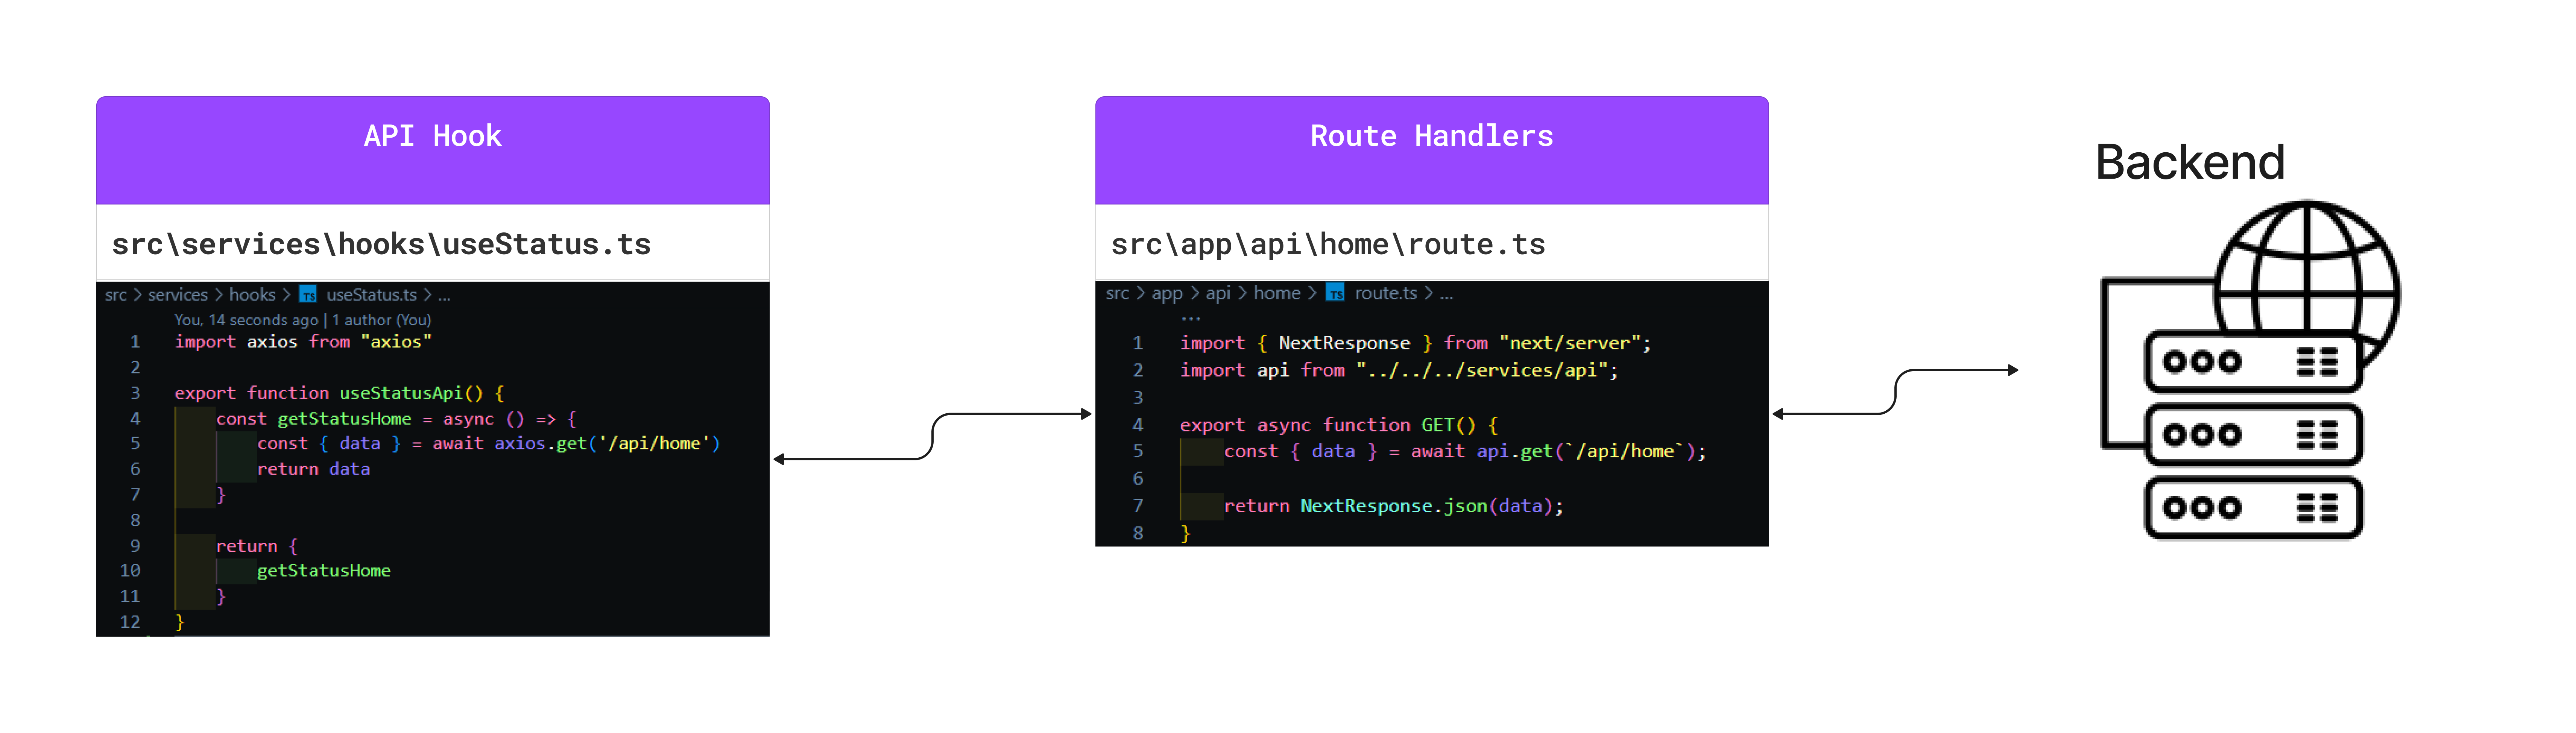 API Hook
src\services\hooks\useStatus.ts
src > services > hooks > TS useStatus.ts > ...
You, 14 seconds ago | 1 author (You)
1 import axios from "axios"
2
3 export function useStatusApi() {
4 const getStatusHome = async () => {
5 const { data } = await axios.get('/api/home')
6 return data
7 }
8
9 return {
10 getStatusHome
11 }
12 }
Route Handlers
src\app\api\home\route.ts
src > app > api > home > TS route.ts > ...
...
1 import { NextResponse } from "next/server";
2 import api from "../../../services/api";
3
4 export async function GET() {
5 const { data } = await api.get(`/api/home`);
6
7 return NextResponse.json(data);
8 }
Backend